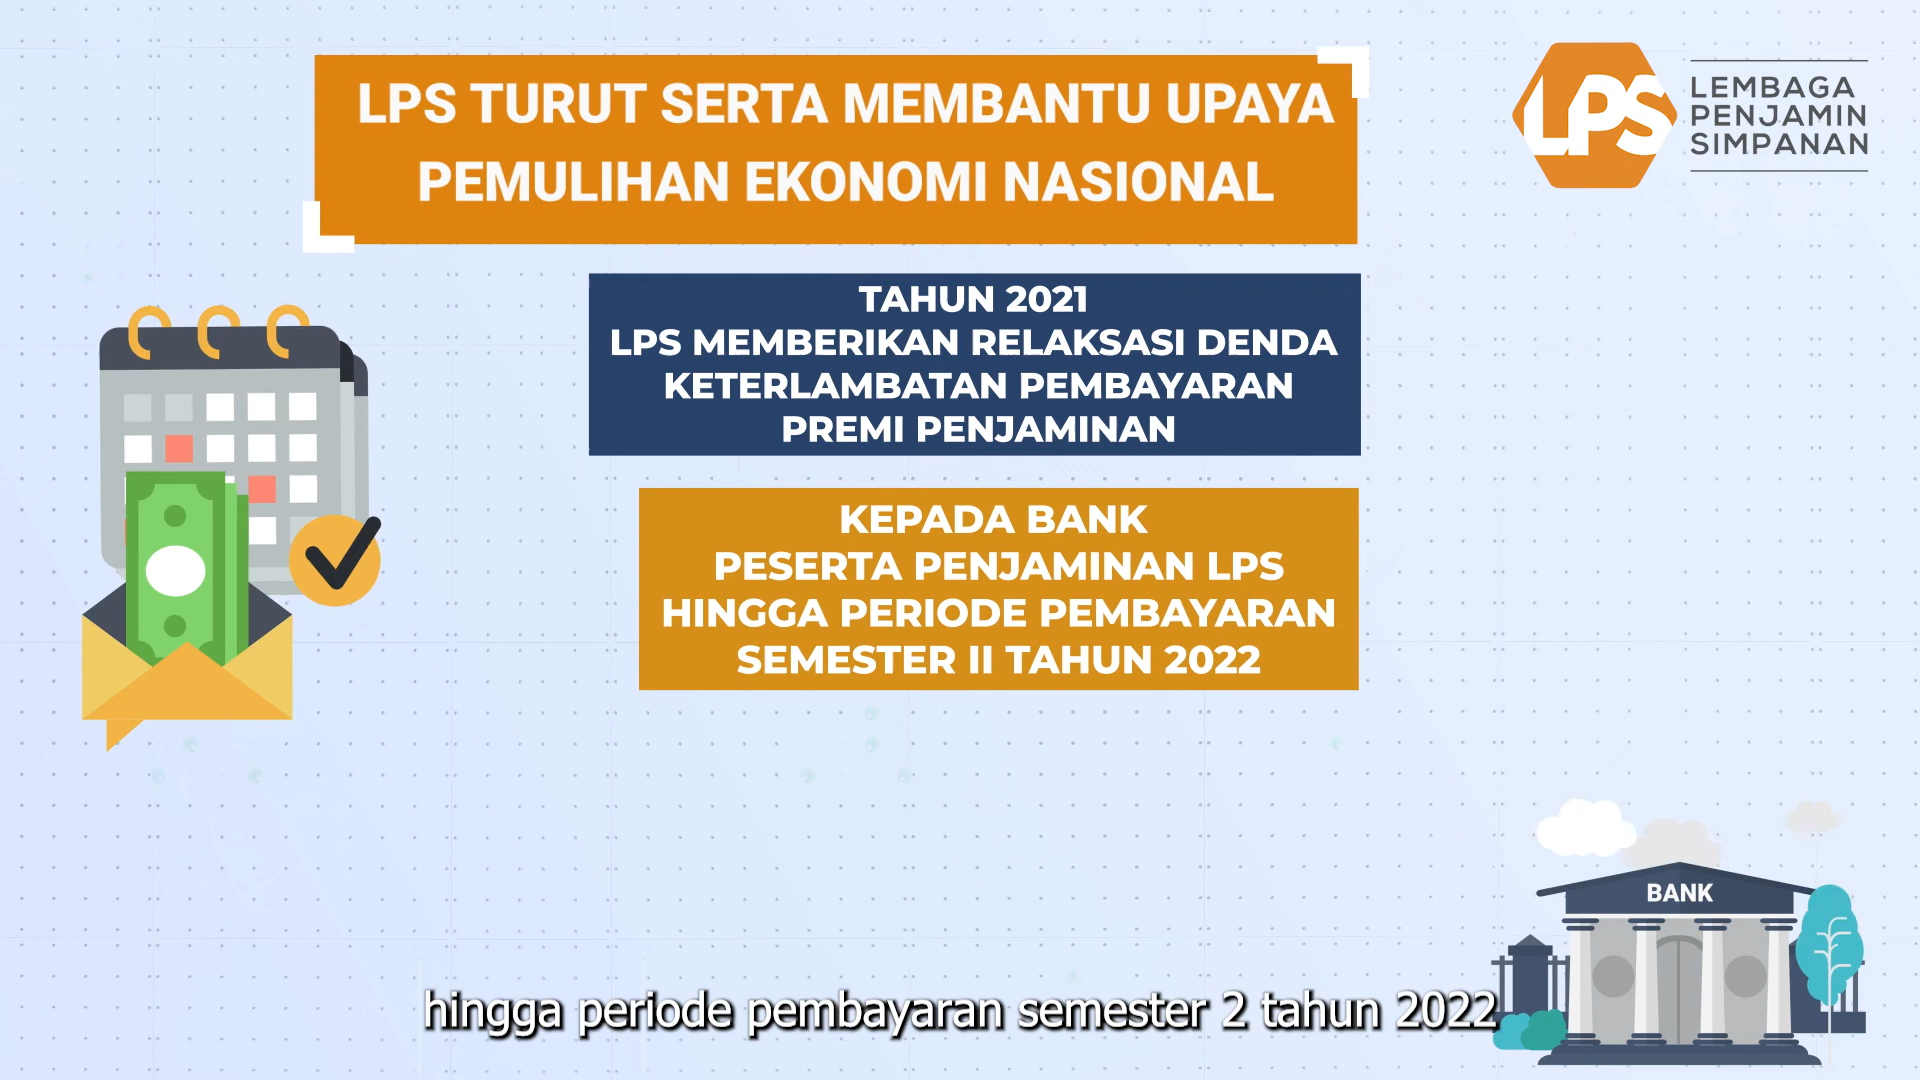 LPS TURUT SERTA MEMBANTU UPAYA
PEMULIHAN EKONOMI NASIONAL
LPS
LEMBAGA
PENJAMIN
SIMPANAN
TAHUN 2021
LPS MEMBERIKAN RELAKSASI DENDA
KETERLAMBATAN PEMBAYARAN
PREMI PENJAMINAN
KEPADA BANK
PESERTA PENJAMINAN LPS
HINGGA PERIODE PEMBAYARAN
SEMESTER II TAHUN 2022
BANK
hingga periode pembayaran semester 2 tahun 2022